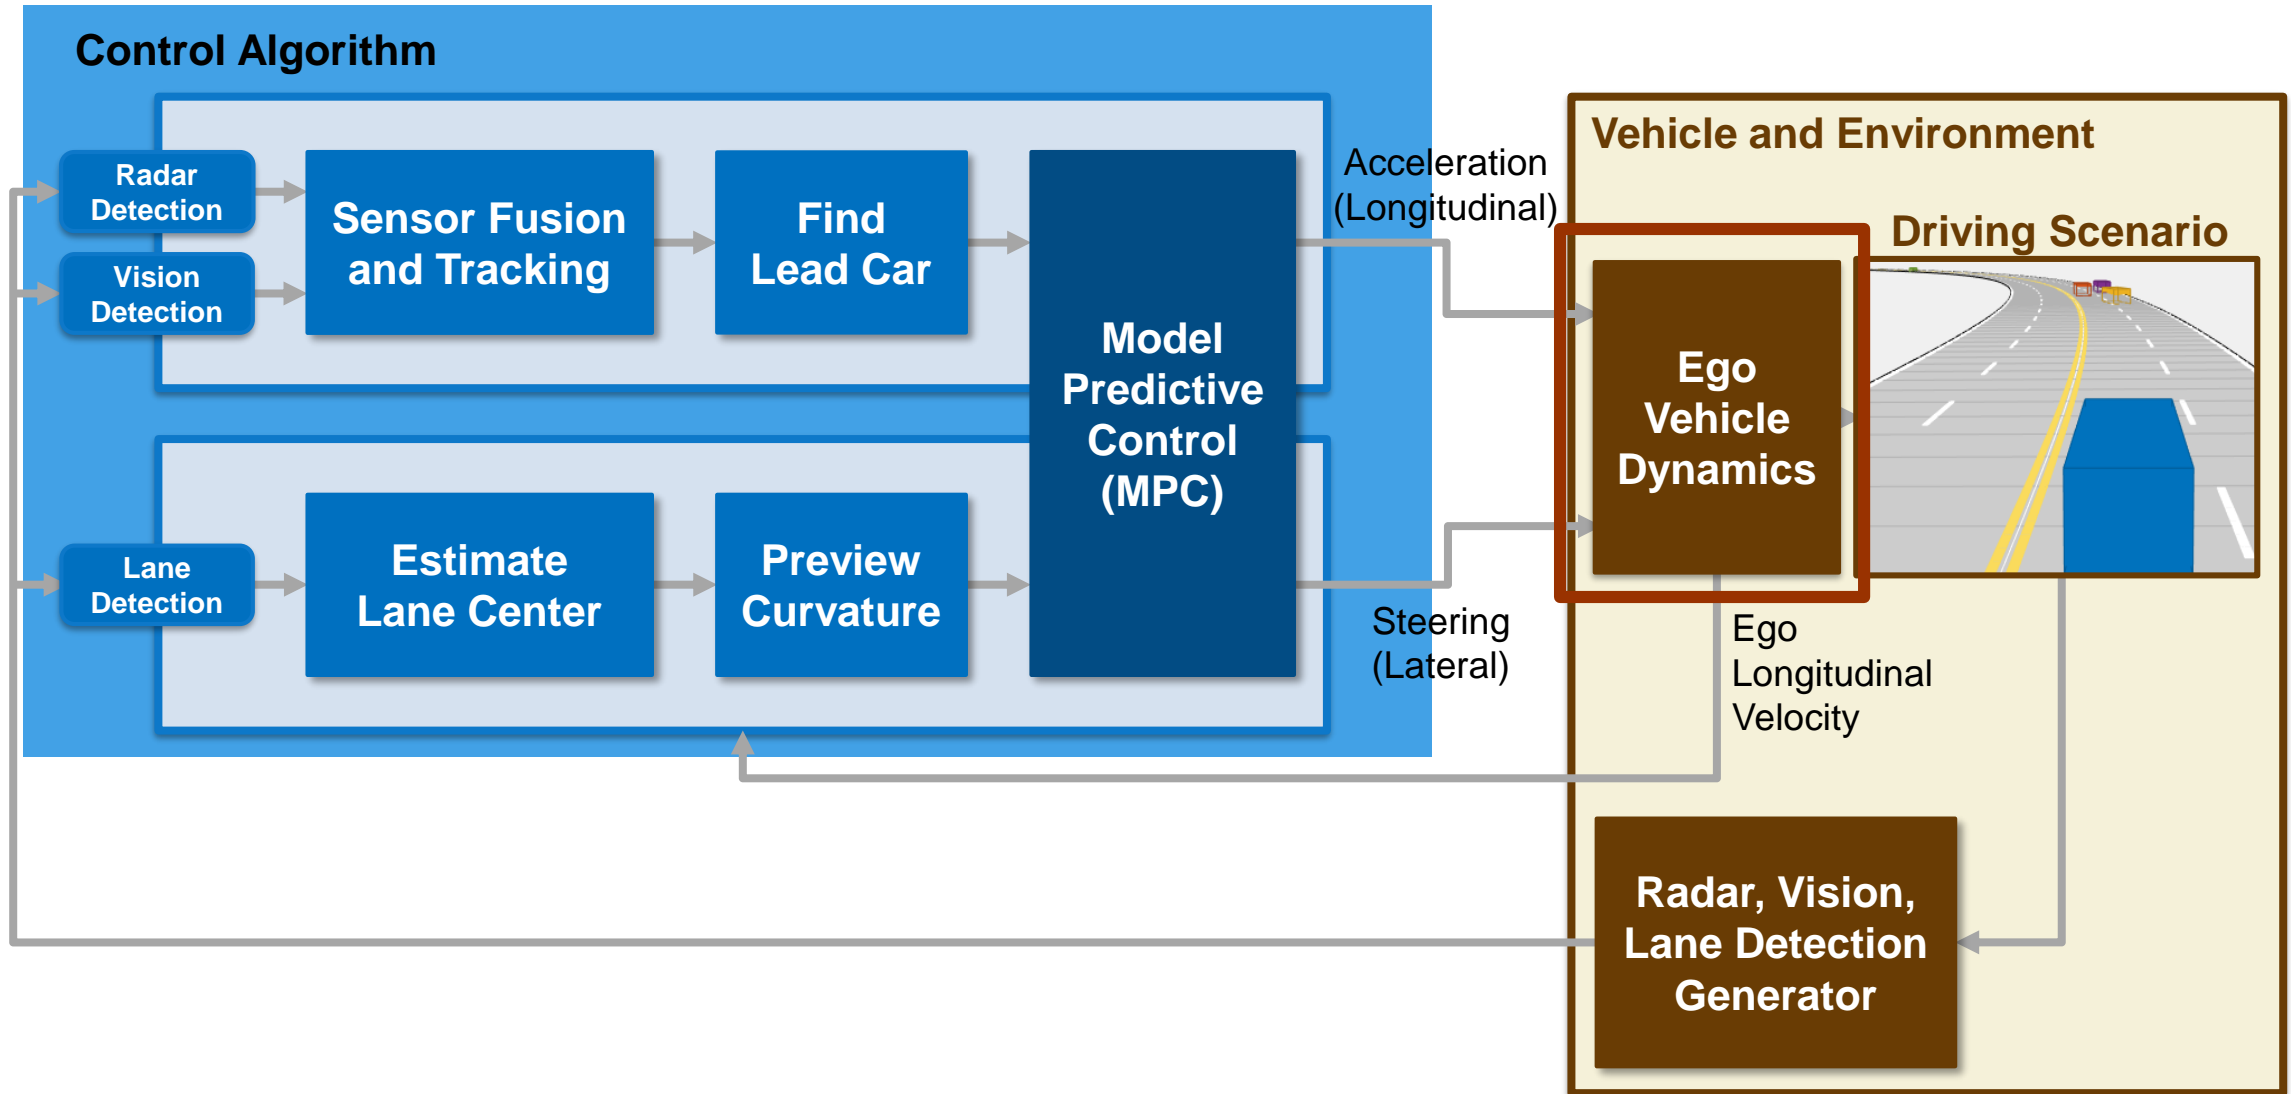 Control Algorithm
Radar
Detection
Vision
Detection
Sensor Fusion
and Tracking
Find
Lead Car
Model
Predictive
Control
(MPC)
Lane
Detection
Estimate
Lane Center
Preview
Curvature
Acceleration
(Longitudinal)
Steering
(Lateral)
Vehicle and Environment
Driving Scenario
Ego
Vehicle
Dynamics
Ego
Longitudinal
Velocity
Radar, Vision,
Lane Detection
Generator